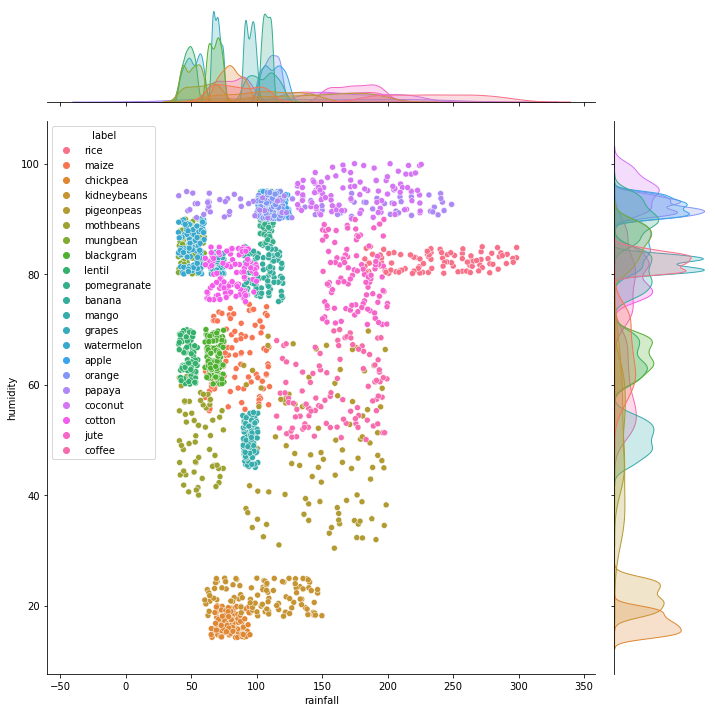 label
rice
maize
chickpea
kidneybeans
pigeonpeas
mothbeans
mungbean
blackgram
lentil
pomegranate
banana
mango
grapes
watermelon
apple
orange
papaya
coconut
cotton
jute
coffee
humidity
100
80
60
40
20
−50
0
50
100
150
200
250
300
350
rainfall